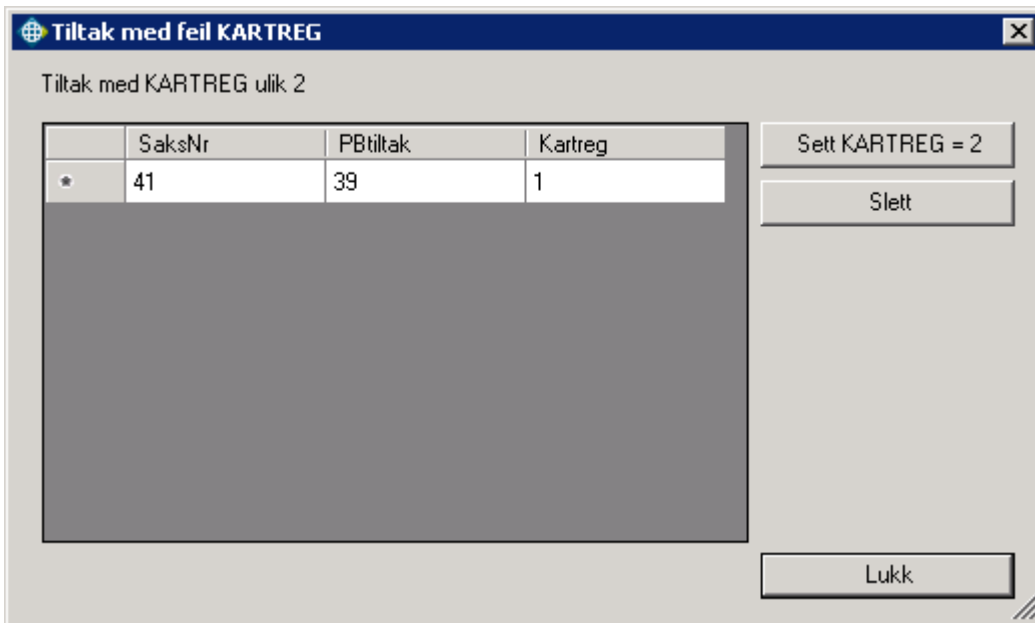 Tiltak med feil KARTREG
Tiltak med KARTREG ulik 2
SaksNr PBtiltak Kartreg
41 39 1
Sett KARTREG = 2
Slett
Lukk